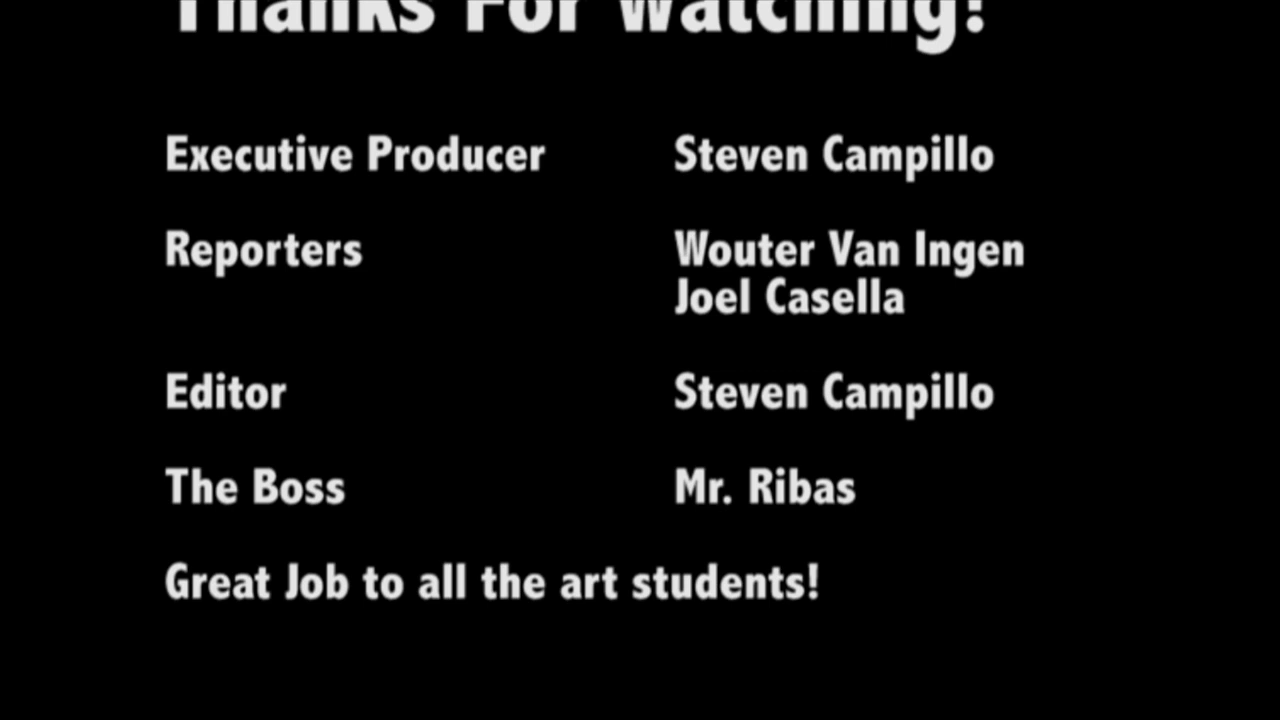 Thanks For Watching!
Executive Producer Steven Campillo
Reporters Wouter Van Ingen
Joel Casella
Editor Steven Campillo
The Boss Mr. Ribas
Great Job to all the art students!